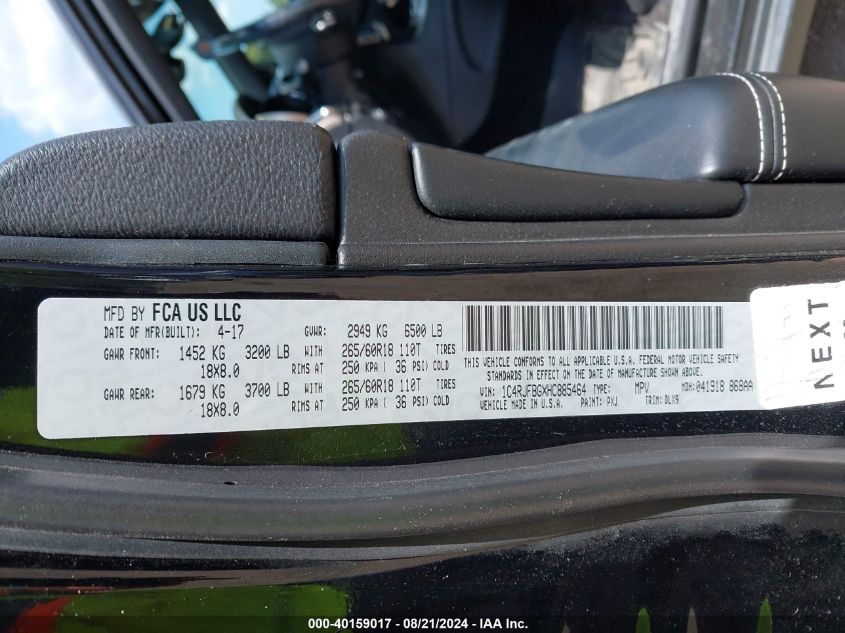 MFD BY FCA US LLC
DATE OF MFR(BUILT): 4-17 GVWR: 2949 KG 6500 LB
GAWR FRONT: 1452 KG 3200 LB WITH 265/60R18 110T TIRES
18X8.0 RIMS AT 250 KPA ( 36 PSI) COLD
GAWR REAR: 1679 KG 3700 LB WITH 265/60R18 110T TIRES
18X8.0 RIMS AT 250 KPA ( 36 PSI) COLD
THIS VEHICLE CONFORMS TO ALL APPLICABLE U.S.A. FEDERAL MOTOR VEHICLE SAFETY
STANDARDS IN EFFECT ON THE DATE OF MANUFACTURE SHOWN ABOVE.
VIN: 1C4RJFBGXHC885464 TYPE: MPV MDH: 041918 868AA
VEHICLE MADE IN U.S.A. PAINT: PXJ TRIM: DLX9
NEXT
000-40159017 - 08/21/2024 - IAA Inc.